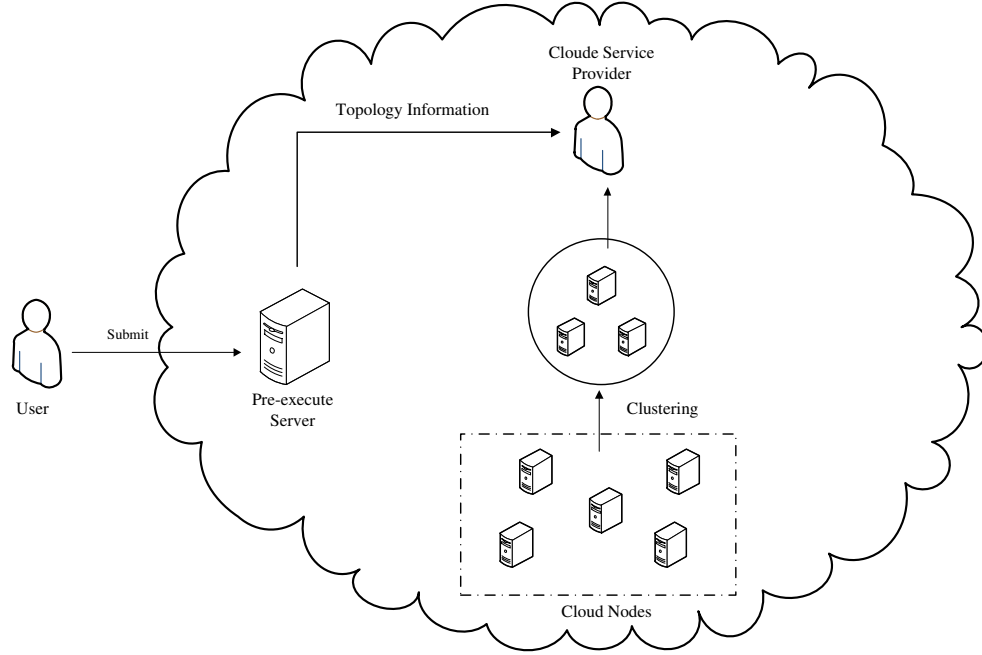 Cloude Service
Provider
Topology Information
Submit
User
Pre-execute
Server
Clustering
Cloud Nodes